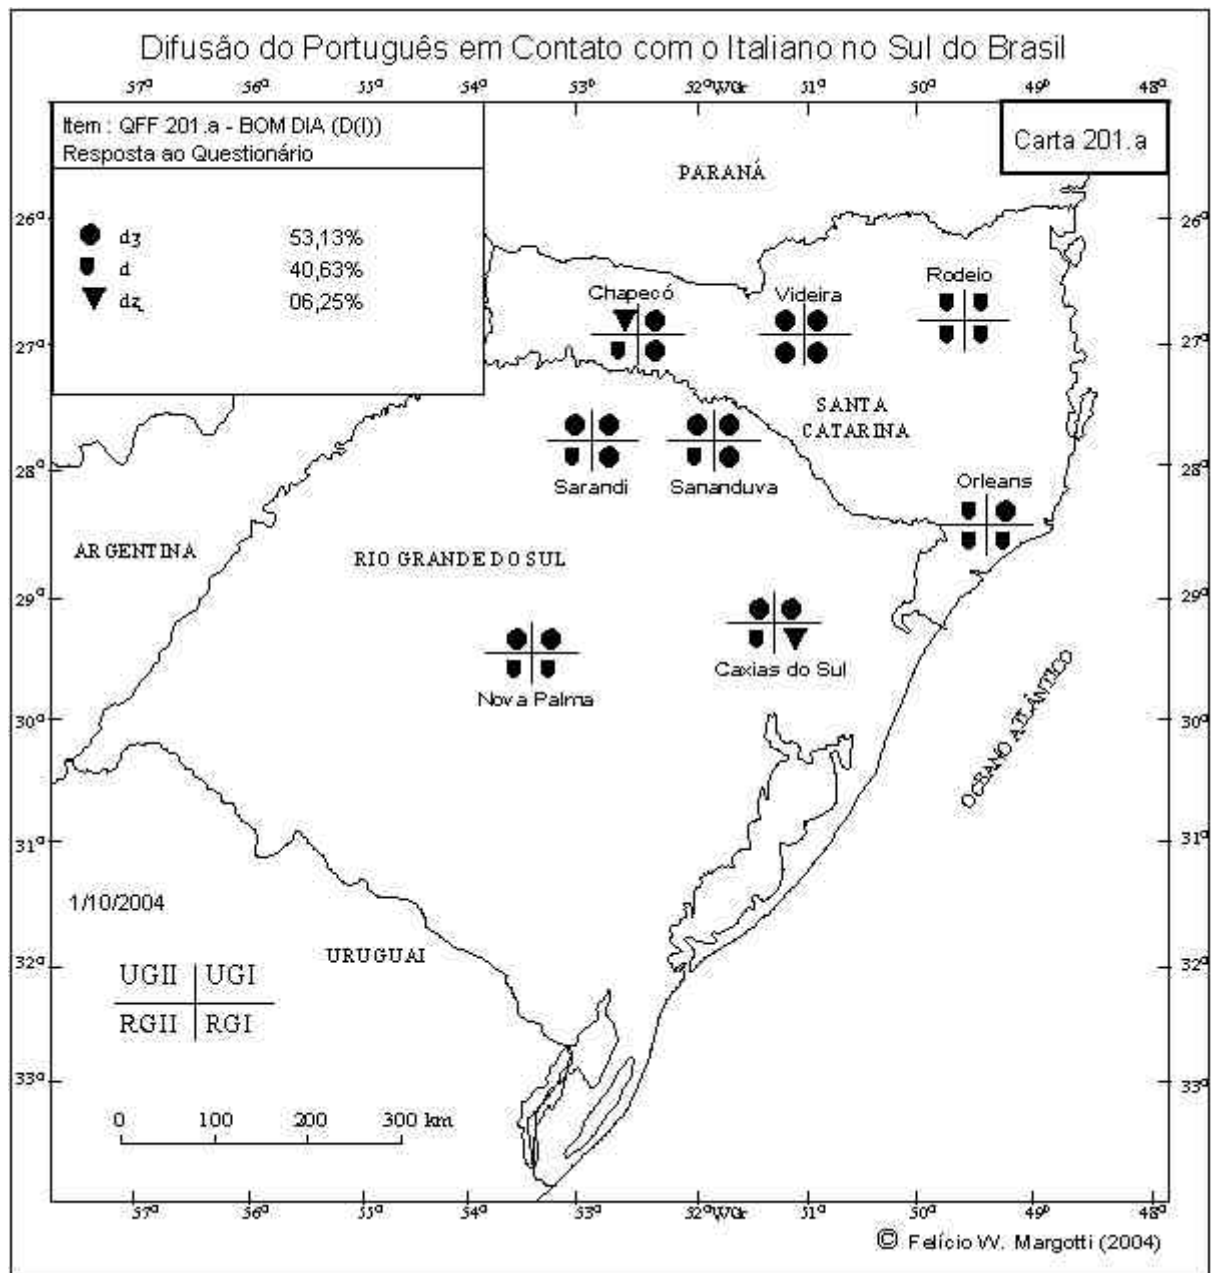 Difusão do Português em Contato com o Italiano no Sul do Brasil
57º 56º 55º 54º 53º 52ºWGr 51º 50º 49º 48º
Item : QFF 201.a - BOM DIA (D(I))
Resposta ao Questionário
Carta 201.a
dʒ 53,13%
d 40,63%
dz 06,25%
PARANÁ
26º 26º
Chapecó Videira Rodeio
27º 27º
SANTA
CATARINA
28º 28º
Sarandi Sananduva Orleans
ARGENTINA
RIO GRANDE DO SUL
29º 29º
Nova Palma Caxias do Sul
30º 30º
OCEANO ATLÂNTICO
31º 31º
1/10/2004
URUGUAI
32º 32º
UGII UGI
RGII RGI
33º 33º
0 100 200 300 km
57º 56º 55º 54º 53º 52ºWGr 51º 50º 49º 48º
© Felício W. Margotti (2004)